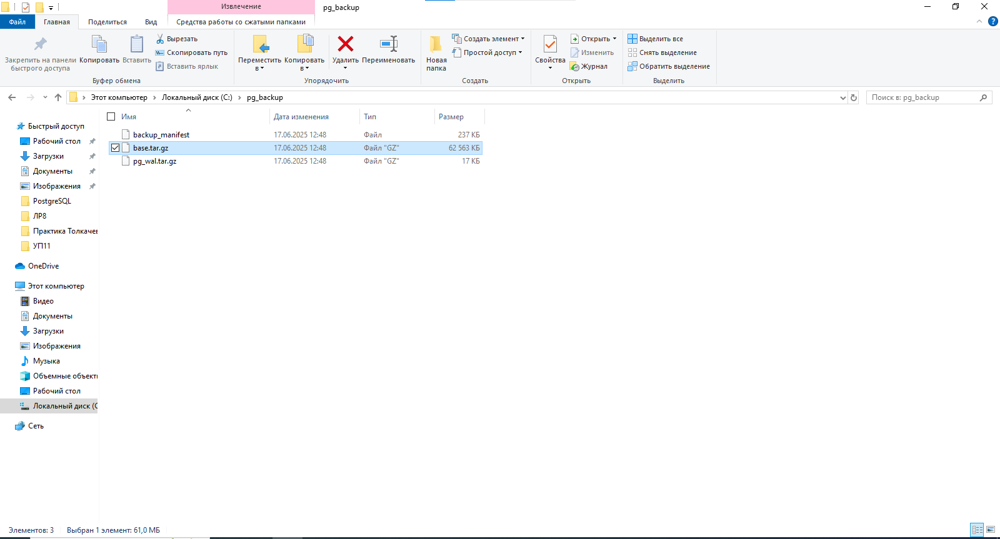 Извлечение
pg_backup
Файл
Главная
Поделиться
Вид
Средства работы со сжатыми папками
Закрепить на панели быстрого доступа
Копировать
Вставить
Вырезать
Скопировать путь
Вставить ярлык
Буфер обмена
Переместить в
Копировать в
Удалить
Переименовать
Упорядочить
Новая папка
Создать элемент
Простой доступ
Создать
Свойства
Открыть
Изменить
Журнал
Открыть
Выделить все
Снять выделение
Обратить выделение
Выделить
Этот компьютер > Локальный диск (C:) > pg_backup
Поиск в: pg_backup
Имя Дата изменения Тип Размер
backup_manifest 17.06.2025 12:48 Файл 237 КБ
base.tar.gz 17.06.2025 12:48 Файл "GZ" 62 563 КБ
pg_wal.tar.gz 17.06.2025 12:48 Файл "GZ" 17 КБ
Быстрый доступ
Рабочий стол
Загрузки
Документы
Изображения
PostgreSQL
ЛР8
Практика Толкачев
УП11
OneDrive
Этот компьютер
Видео
Документы
Загрузки
Изображения
Музыка
Объемные объекты
Рабочий стол
Локальный диск (C
Сеть
Элементов: 3 Выбран 1 элемент: 61,0 МБ